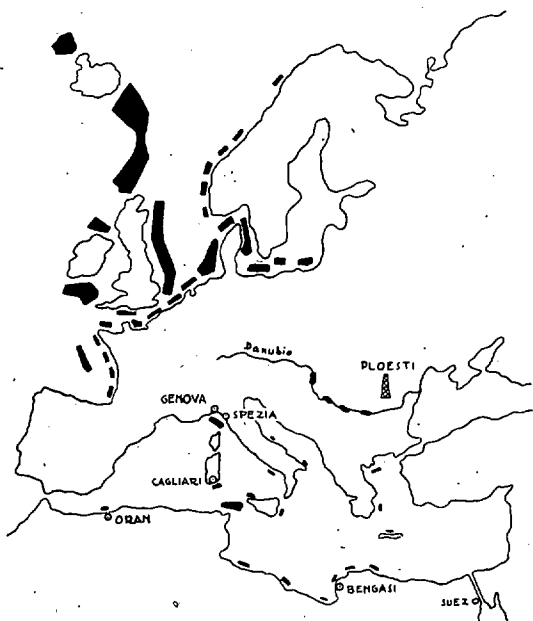 Danubio
PLOESTI
GENOVA
SPEZIA
CAGLIARI
ORAN
BENGASI
SUEZ